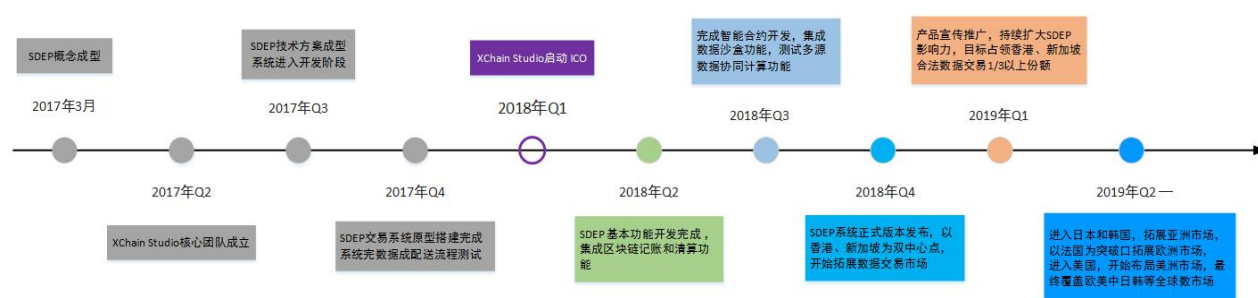 SDEP概念成型
2017年3月
2017年Q2
XChain Studio核心团队成立
SDEP技术方案成型
系统进入开发阶段
2017年Q3
2017年Q4
SDEP交易系统原型搭建完成
系统完数据成配送流程测试
XChain Studio启动 ICO
2018年Q1
2018年Q2
SDEP 基本功能开发完成，
集成区块链记账和清算功
能
完成智能合约开发，集成
数据沙盒功能，测试多源
数据协同计算功能
2018年Q3
2018年Q4
SDEP系统正式版本发布，以
香港、新加坡为双中心点，
开始拓展数据交易市场
产品宣传推广，持续扩大SDEP
影响力，目标占领香港、新加坡
合法数据交易1/3以上份额
2019年Q1
2019年Q2 —
进入日本和韩国，拓展亚洲市场，
以法国为突破口拓展欧洲市场，
进入美国，开始布局美洲市场，最
终覆盖欧美中日韩等全球数市场